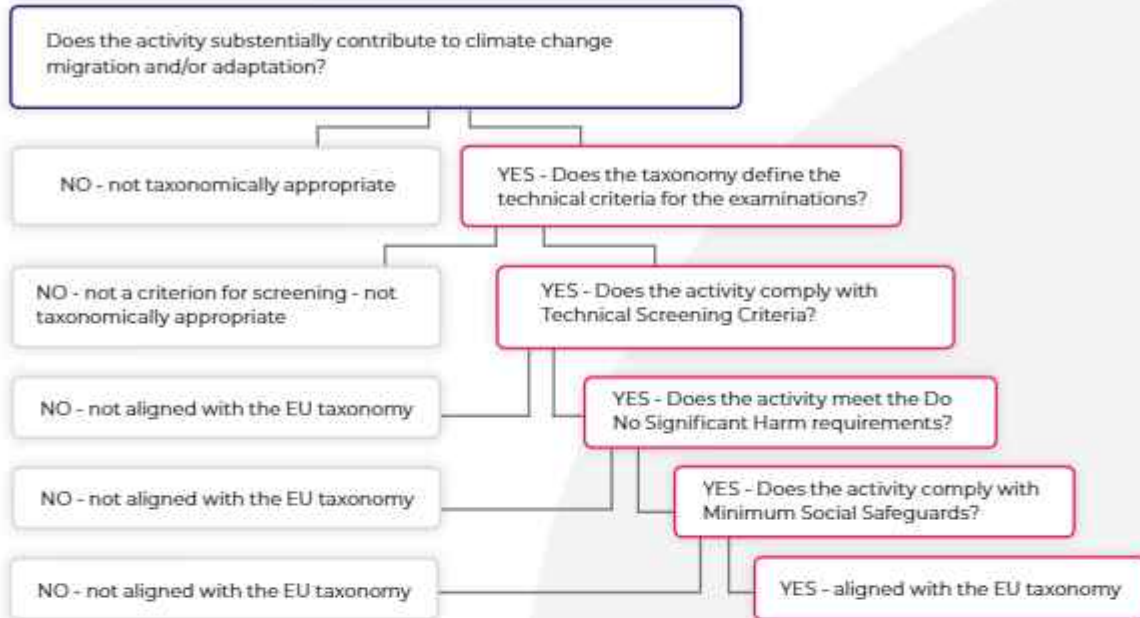 Does the activity substantially contribute to climate change
migration and/or adaptation?
NO - not taxonomically appropriate
YES - Does the taxonomy define the
technical criteria for the examinations?
NO - not a criterion for screening - not
taxonomically appropriate
YES - Does the activity comply with
Technical Screening Criteria?
NO - not aligned with the EU taxonomy
YES - Does the activity meet the Do
No Significant Harm requirements?
NO - not aligned with the EU taxonomy
YES - Does the activity comply with
Minimum Social Safeguards?
NO - not aligned with the EU taxonomy
YES - aligned with the EU taxonomy